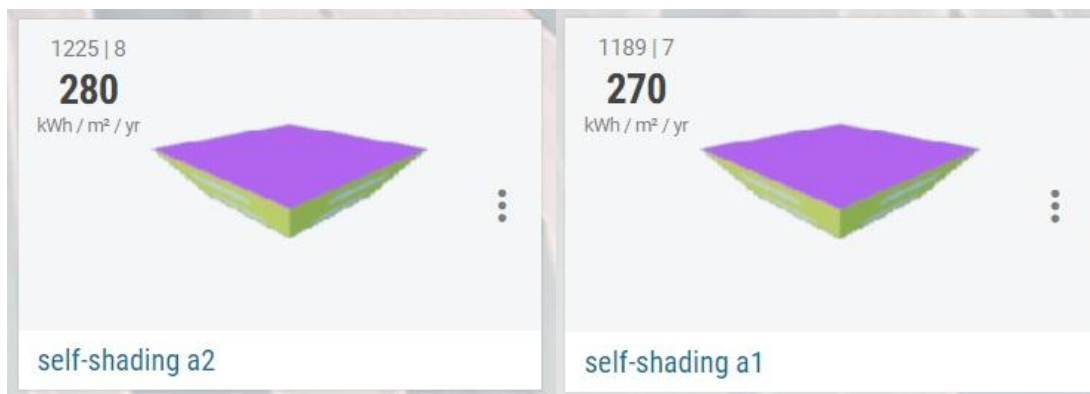 1225 | 8
280
kWh / m² / yr
self-shading a2
1189 | 7
270
kWh / m² / yr
self-shading a1